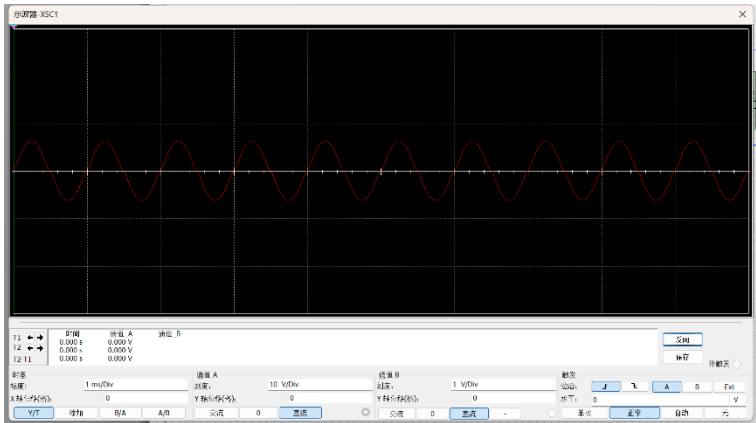 示波器-XSC1
T1
T2
T2-T1
时间 通道_A 通道_B
0.000 s 0.000 V
0.000 s 0.000 V
0.000 s 0.000 V
反向
保存
外触发
时基
标度: 1 ms/Div
X 轴位移(格): 0
Y/T 添加 B/A A/B
通道 A
刻度: 10 V/Div
Y 轴位移(格): 0
交流 0 直流
通道 B
刻度: 1 V/Div
Y 轴位移(格): 0
交流 0 直流 -
触发
边沿: A B Ext
水平: 0 V
单次 正常 自动 无